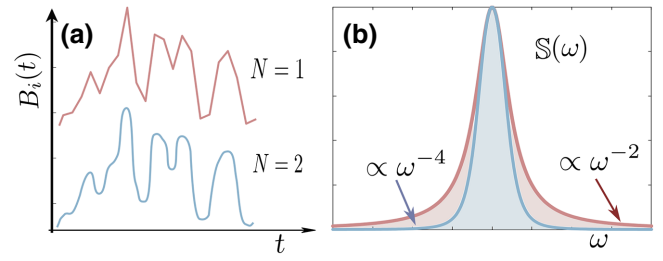 (a)
B_i(t)
N = 1
N = 2
t
(b)
𝕊(ω)
∝ ω^{-4}
∝ ω^{-2}
ω